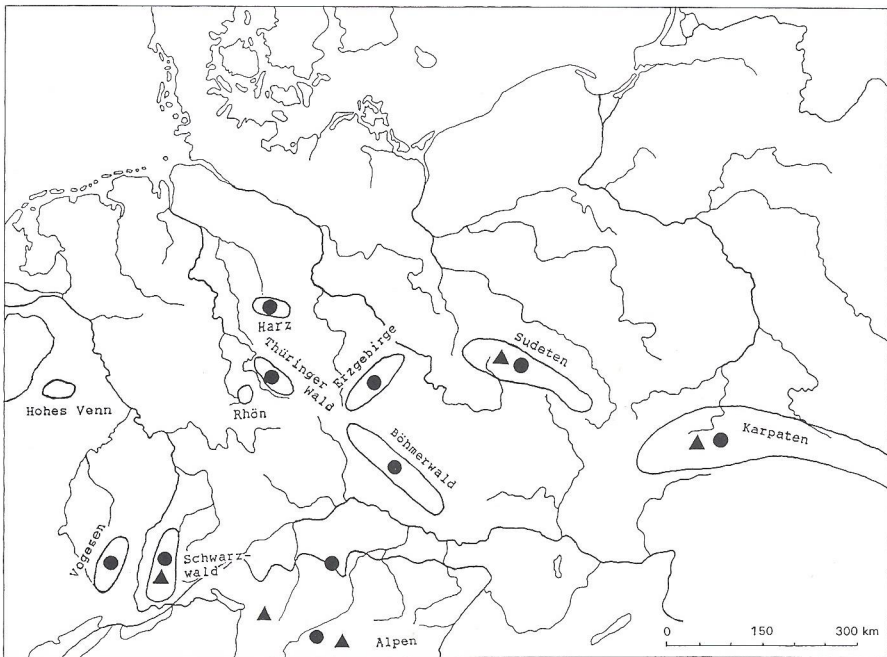 Harz
Thüringer
Wald
Erzgebirge
Sudeten
Hohes Venn
Rhön
Böhmerwald
Karpaten
Vogesen
Schwarz-
wald
Alpen
0 150 300 km